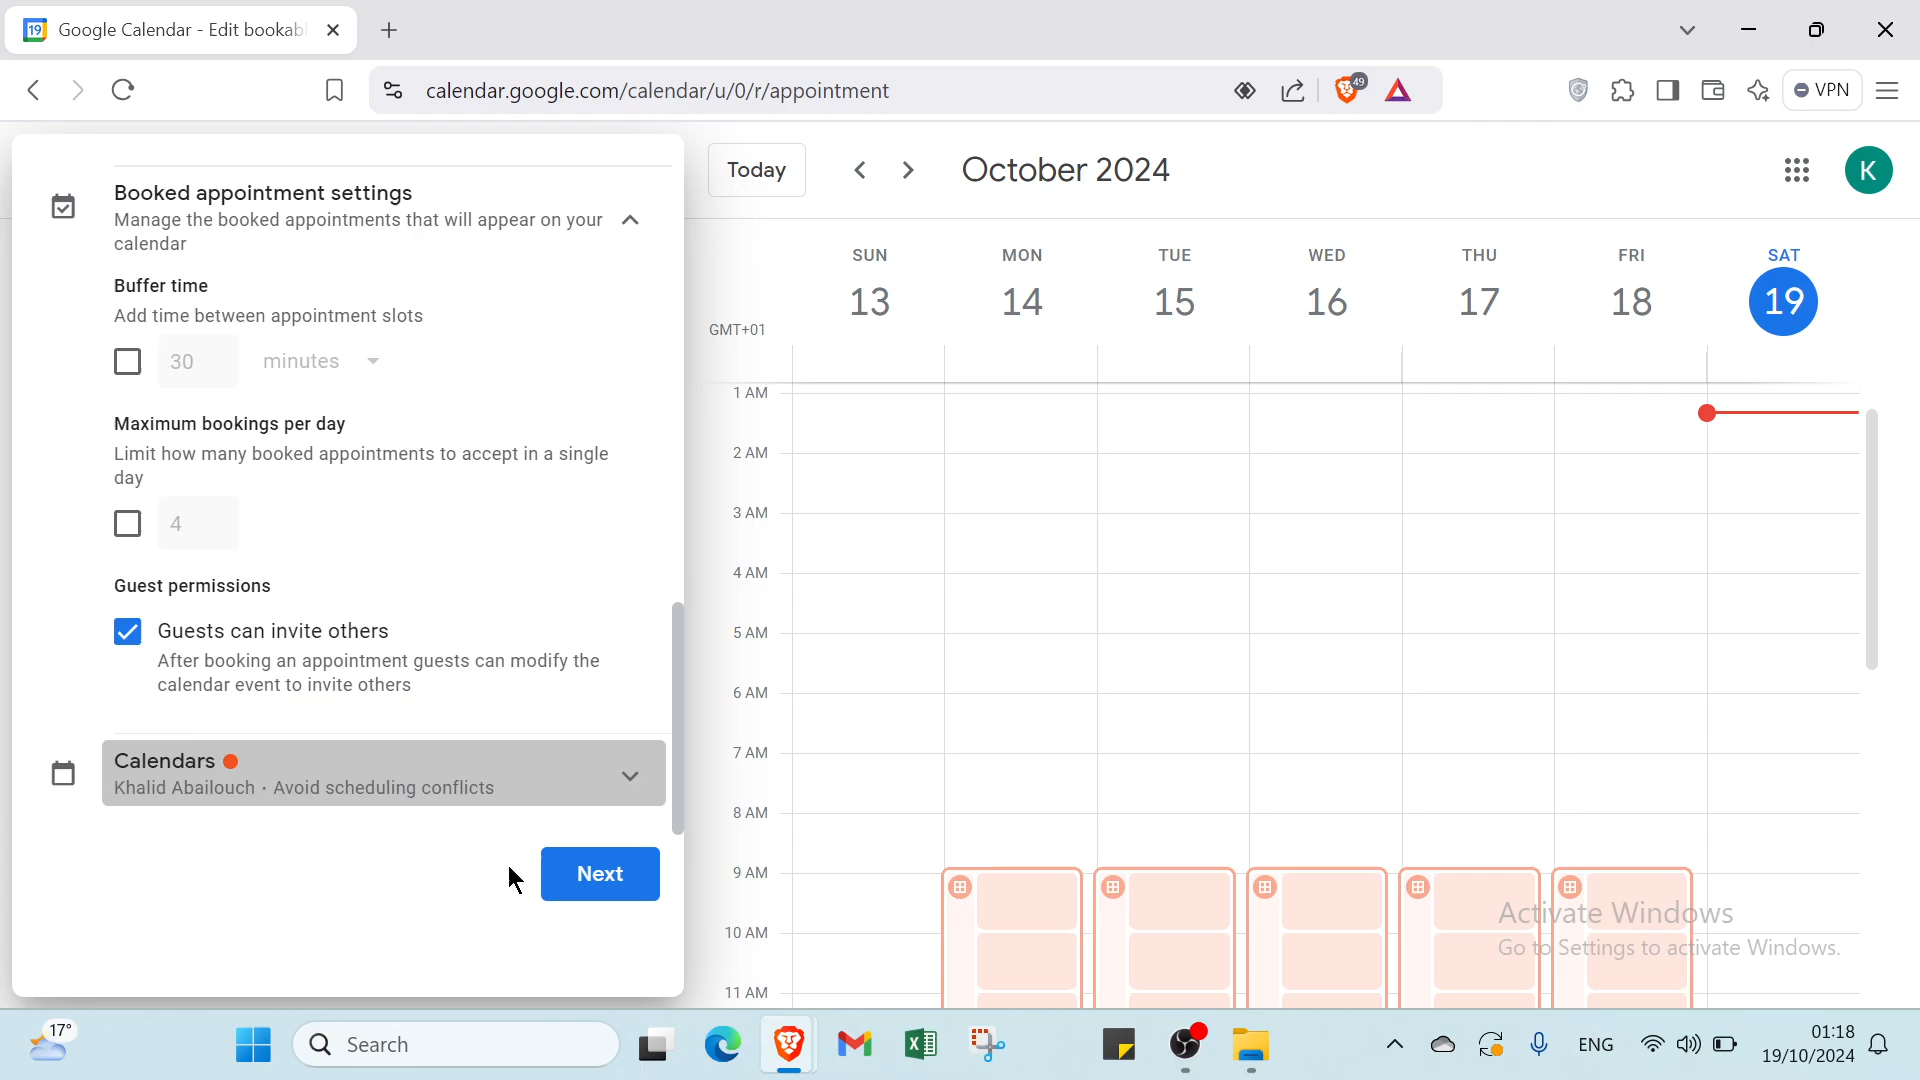 Google Calendar - Edit bookabl
calendar.google.com/calendar/u/0/r/appointment
49
VPN
Booked appointment settings
Manage the booked appointments that will appear on your
calendar
Buffer time
Add time between appointment slots
30 minutes
Maximum bookings per day
Limit how many booked appointments to accept in a single
day
4
Guest permissions
Guests can invite others
After booking an appointment guests can modify the
calendar event to invite others
Calendars
Khalid Abailouch · Avoid scheduling conflicts
Next
Today
October 2024
K
SUN MON TUE WED THU FRI SAT
13 14 15 16 17 18 19
GMT+01
1 AM
2 AM
3 AM
4 AM
5 AM
6 AM
7 AM
8 AM
9 AM
10 AM
11 AM
Activate Windows
Go to Settings to activate Windows.
17°
Search
ENG
01:18
19/10/2024